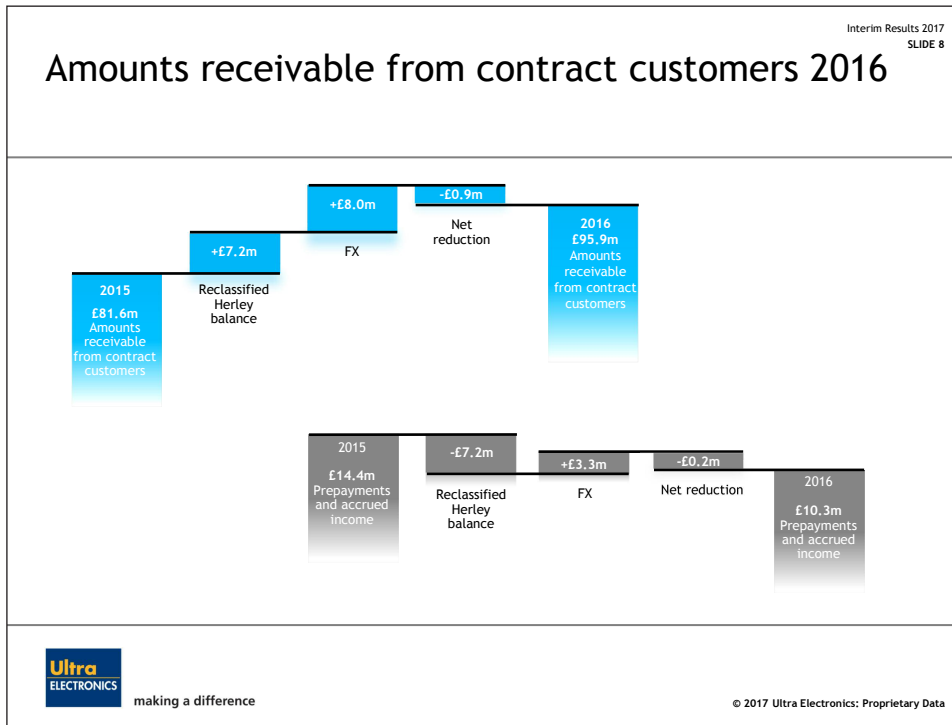 Interim Results 2017
SLIDE 8
Amounts receivable from contract customers 2016
+£8.0m
-£0.9m
+£7.2m
FX
Net
reduction
2016
£95.9m
Amounts
receivable
from contract
customers
2015
£81.6m
Amounts
receivable
from contract
customers
Reclassified
Herley
balance
2015
£14.4m
Prepayments
and accrued
income
-£7.2m
Reclassified
Herley
balance
+£3.3m
FX
-£0.2m
Net reduction
2016
£10.3m
Prepayments
and accrued
income
Ultra
ELECTRONICS
making a difference
© 2017 Ultra Electronics: Proprietary Data